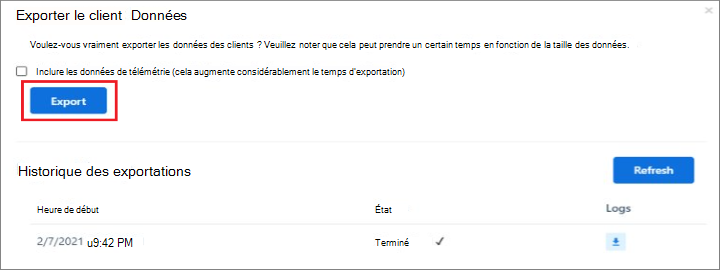 Exporter le client Données
Voulez-vous vraiment exporter les données des clients ? Veuillez noter que cela peut prendre un certain temps en fonction de la taille des données.
Inclure les données de télémétrie (cela augmente considérablement le temps d'exportation)
Export
Historique des exportations
Refresh
Heure de début État Logs
2/7/2021 u9:42 PM Terminé ✓